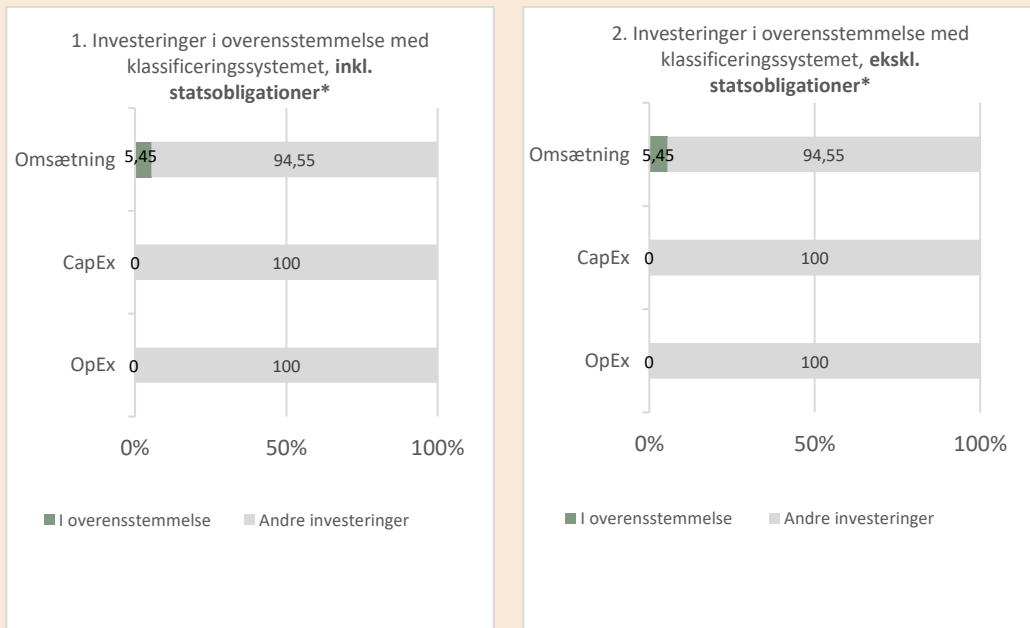 1. Investeringer i overensstemmelse med
klassificeringssystemet, inkl.
statsobligationer*
Omsætning 5,45 94,55
CapEx 0 100
OpEx 0 100
0% 50% 100%
I overensstemmelse Andre investeringer
2. Investeringer i overensstemmelse med
klassificeringssystemet, ekskl.
statsobligationer*
Omsætning 5,45 94,55
CapEx 0 100
OpEx 0 100
0% 50% 100%
I overensstemmelse Andre investeringer